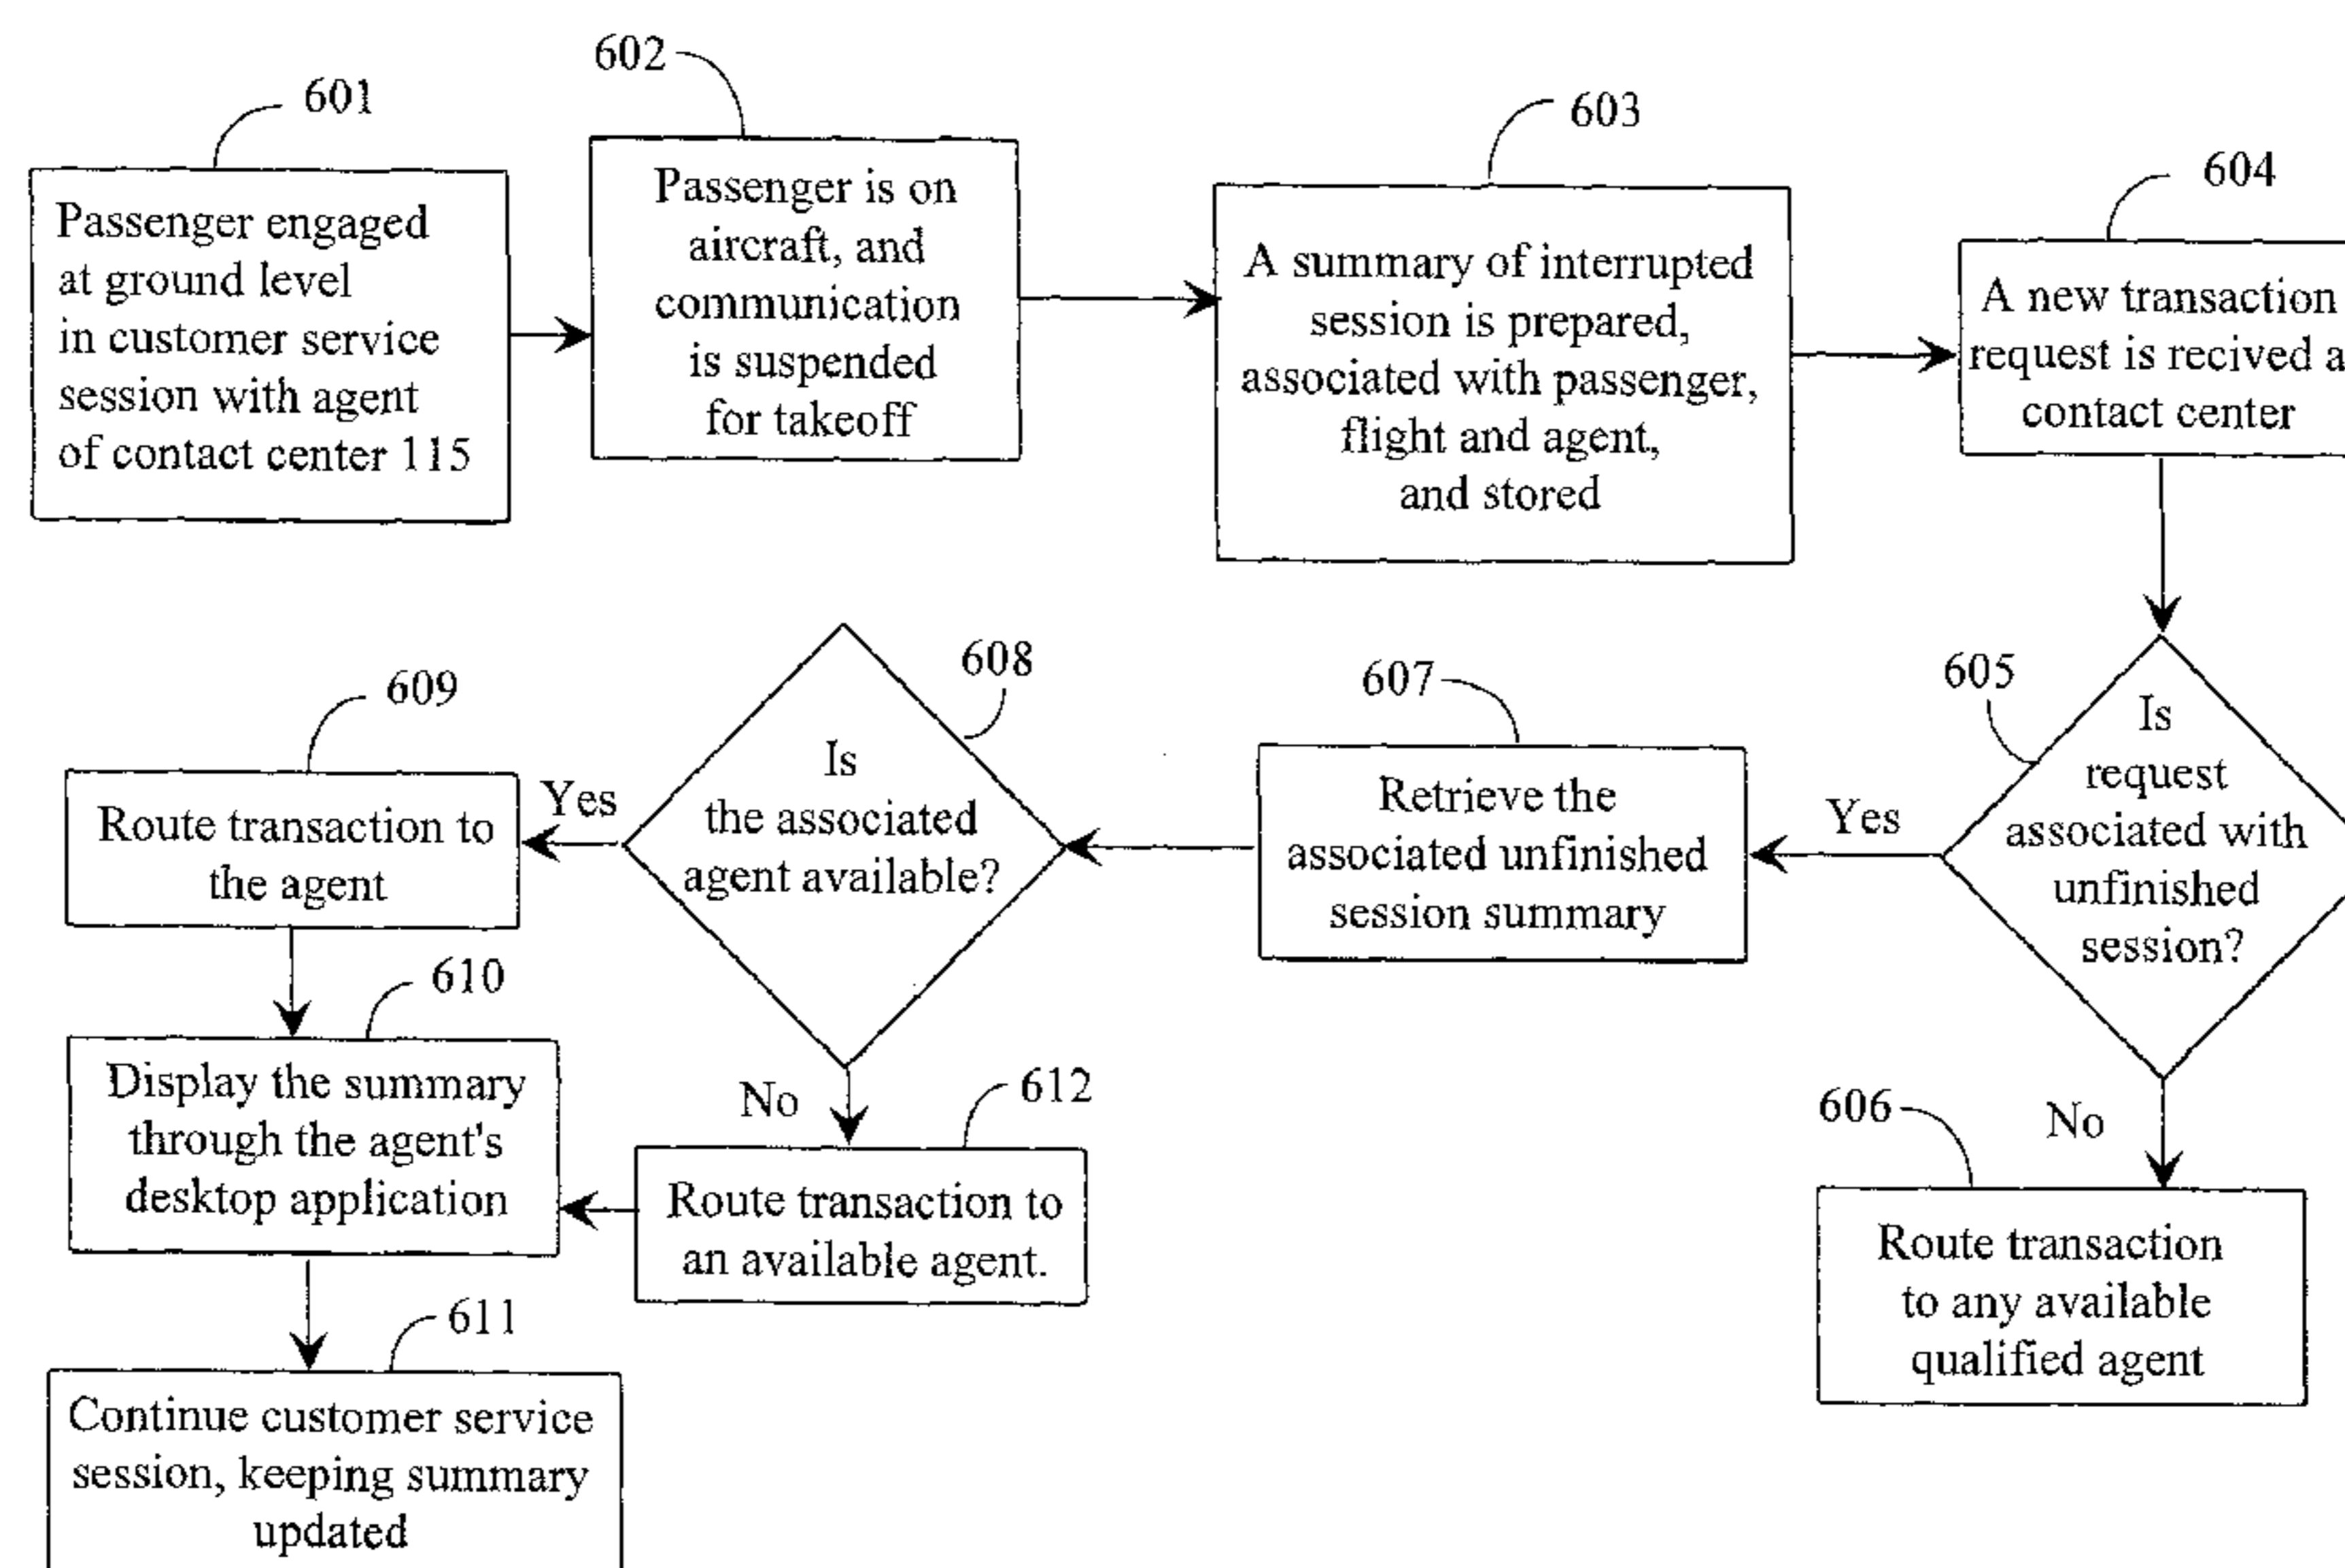 601
Passenger engaged
at ground level
in customer service
session with agent
of contact center 115
602
Passenger is on
aircraft, and
communication
is suspended
for takeoff
603
A summary of interrupted
session is prepared,
associated with passenger,
flight and agent,
and stored
604
A new transaction
request is recived a
contact center
605
Is
request
associated with
unfinished
session?
Yes
No
606
Route transaction
to any available
qualified agent
607
Retrieve the
associated unfinished
session summary
608
Is
the associated
agent available?
Yes
No
609
Route transaction to
the agent
610
Display the summary
through the agent's
desktop application
612
Route transaction to
an available agent.
611
Continue customer service
session, keeping summary
updated